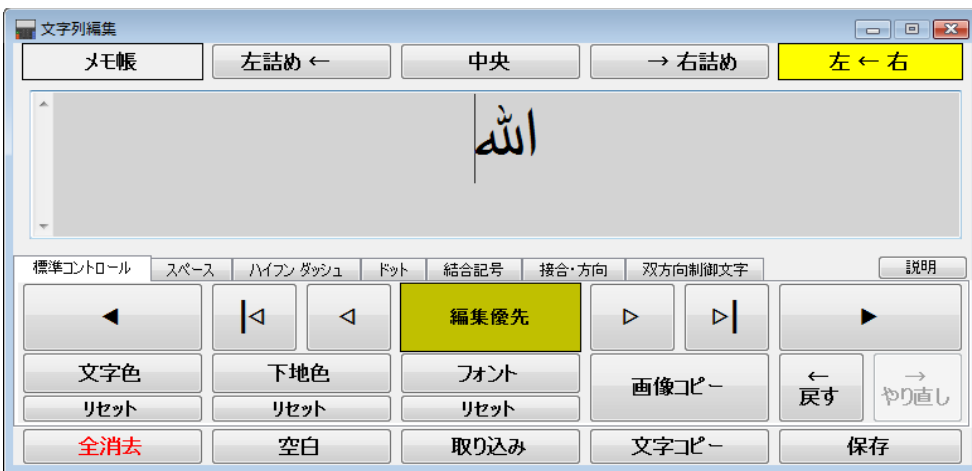 文字列編集
メモ帳 左詰め ← 中央 → 右詰め 左 ← 右
الله
標準コントロール スペース ハイフン ダッシュ ドット 結合記号 接合・方向 双方向制御文字 説明
◀ |◁ ◁ 編集優先 ▷ ▷| ▶
文字色 下地色 フォント 画像コピー ← 戻す → やり直し
リセット リセット リセット
全消去 空白 取り込み 文字コピー 保存